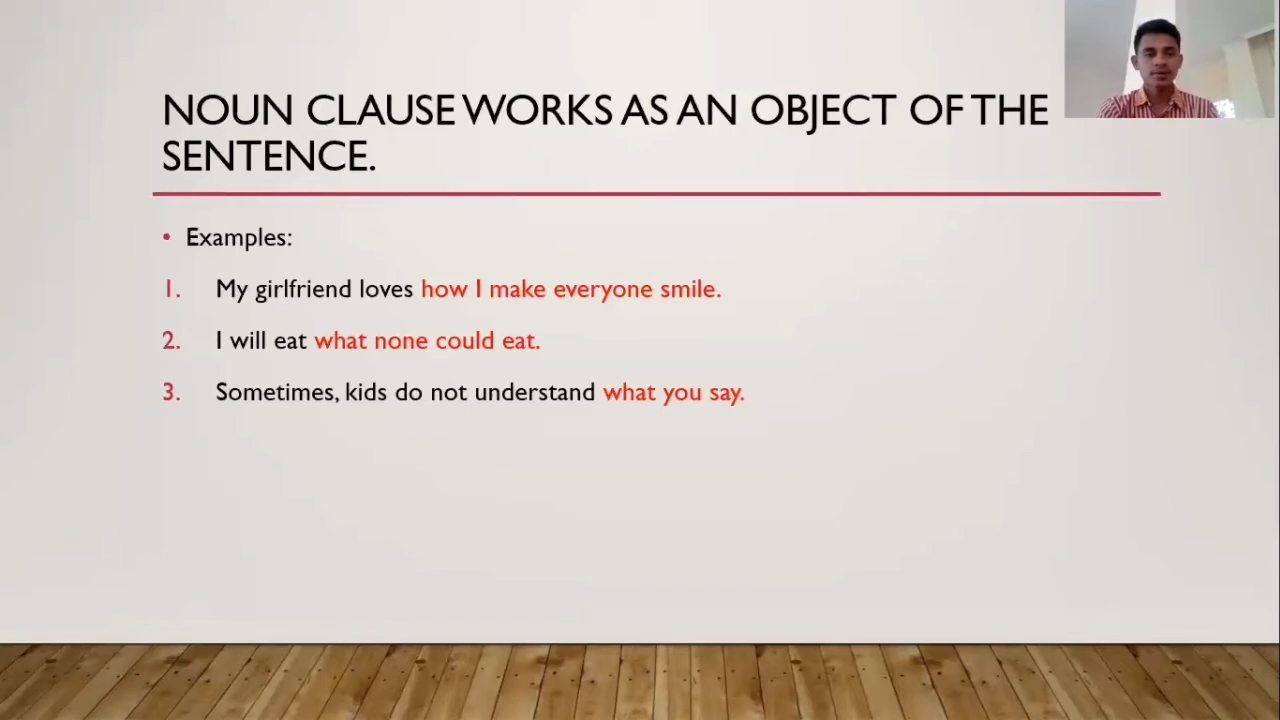 NOUN CLAUSE WORKS AS AN OBJECT OF THE
SENTENCE.
• Examples:
1. My girlfriend loves how I make everyone smile.
2. I will eat what none could eat.
3. Sometimes, kids do not understand what you say.